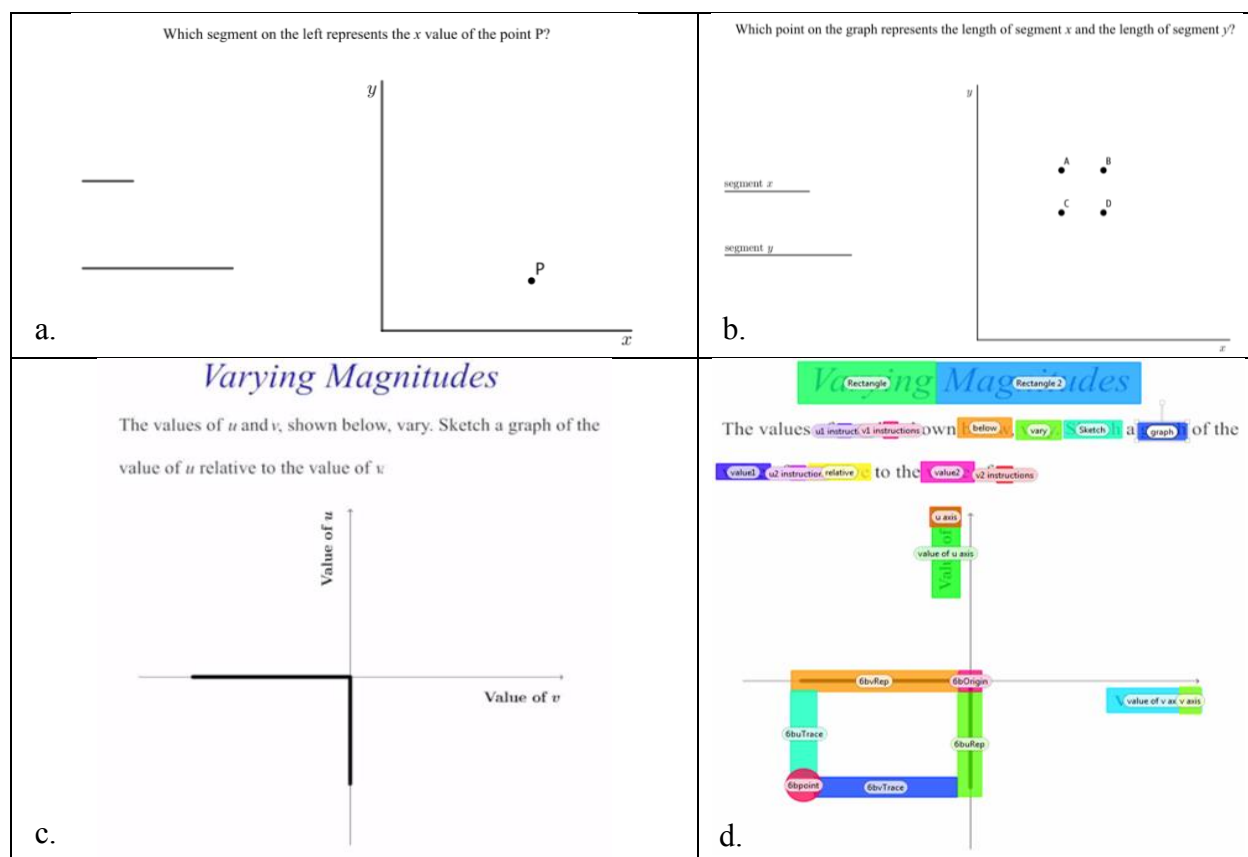 Which segment on the left represents the x value of the point P?
y
P
x
a.
Which point on the graph represents the length of segment x and the length of segment y?
y
A B
segment x
C D
segment y
x
b.
Varying Magnitudes
The values of u and v, shown below, vary. Sketch a graph of the
value of u relative to the value of v.
Value of u
Value of v
c.
Varying Magnitudes
Rectangle Rectangle 2
The values u1 instruct v1 instructions own below vary Sketch a graph of the
value1 u2 instruction relative to the value2 v2 instructions
u axis
value of u axis
6bvRep 6bOrigin
value of v ax v axis
6buTrace
6buRep
6bpoint 6bvTrace
d.